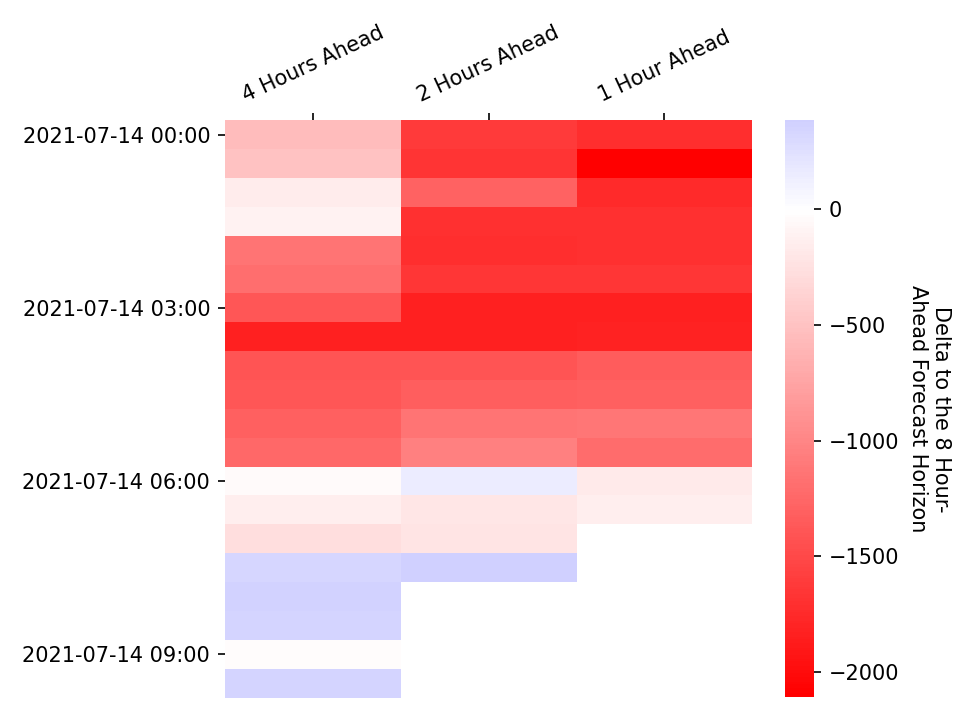 4 Hours Ahead
2 Hours Ahead
1 Hour Ahead
2021-07-14 00:00
2021-07-14 03:00
2021-07-14 06:00
2021-07-14 09:00
0
−500
−1000
−1500
−2000
Delta to the 8 Hour-
Ahead Forecast Horizon